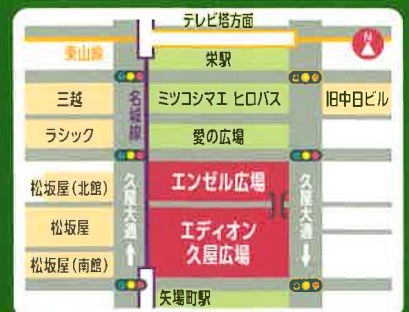 テレビ塔方面
N
東山線
栄駅
三越
名城線
ミツコシマエ ヒロバス
旧中日ビル
ラシック
愛の広場
松坂屋(北館)
久屋大通
エンゼル広場
久屋大通
松坂屋
エディオン
久屋広場
松坂屋(南館)
矢場町駅